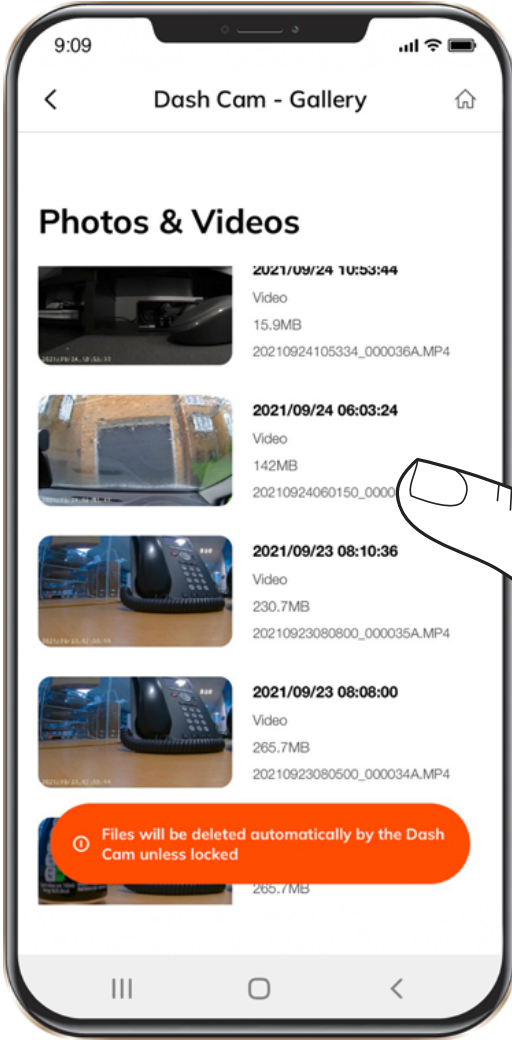 9:09
Dash Cam - Gallery
Photos & Videos
2021/09/24 10:53:44
Video
15.9MB
20210924105334_000036A.MP4
2021/09/24 06:03:24
Video
142MB
20210924060150_0000
2021/09/23 08:10:36
Video
230.7MB
20210923080800_000035A.MP4
2021/09/23 08:08:00
Video
265.7MB
20210923080500_000034A.MP4
Files will be deleted automatically by the Dash
Cam unless locked
265.7MB